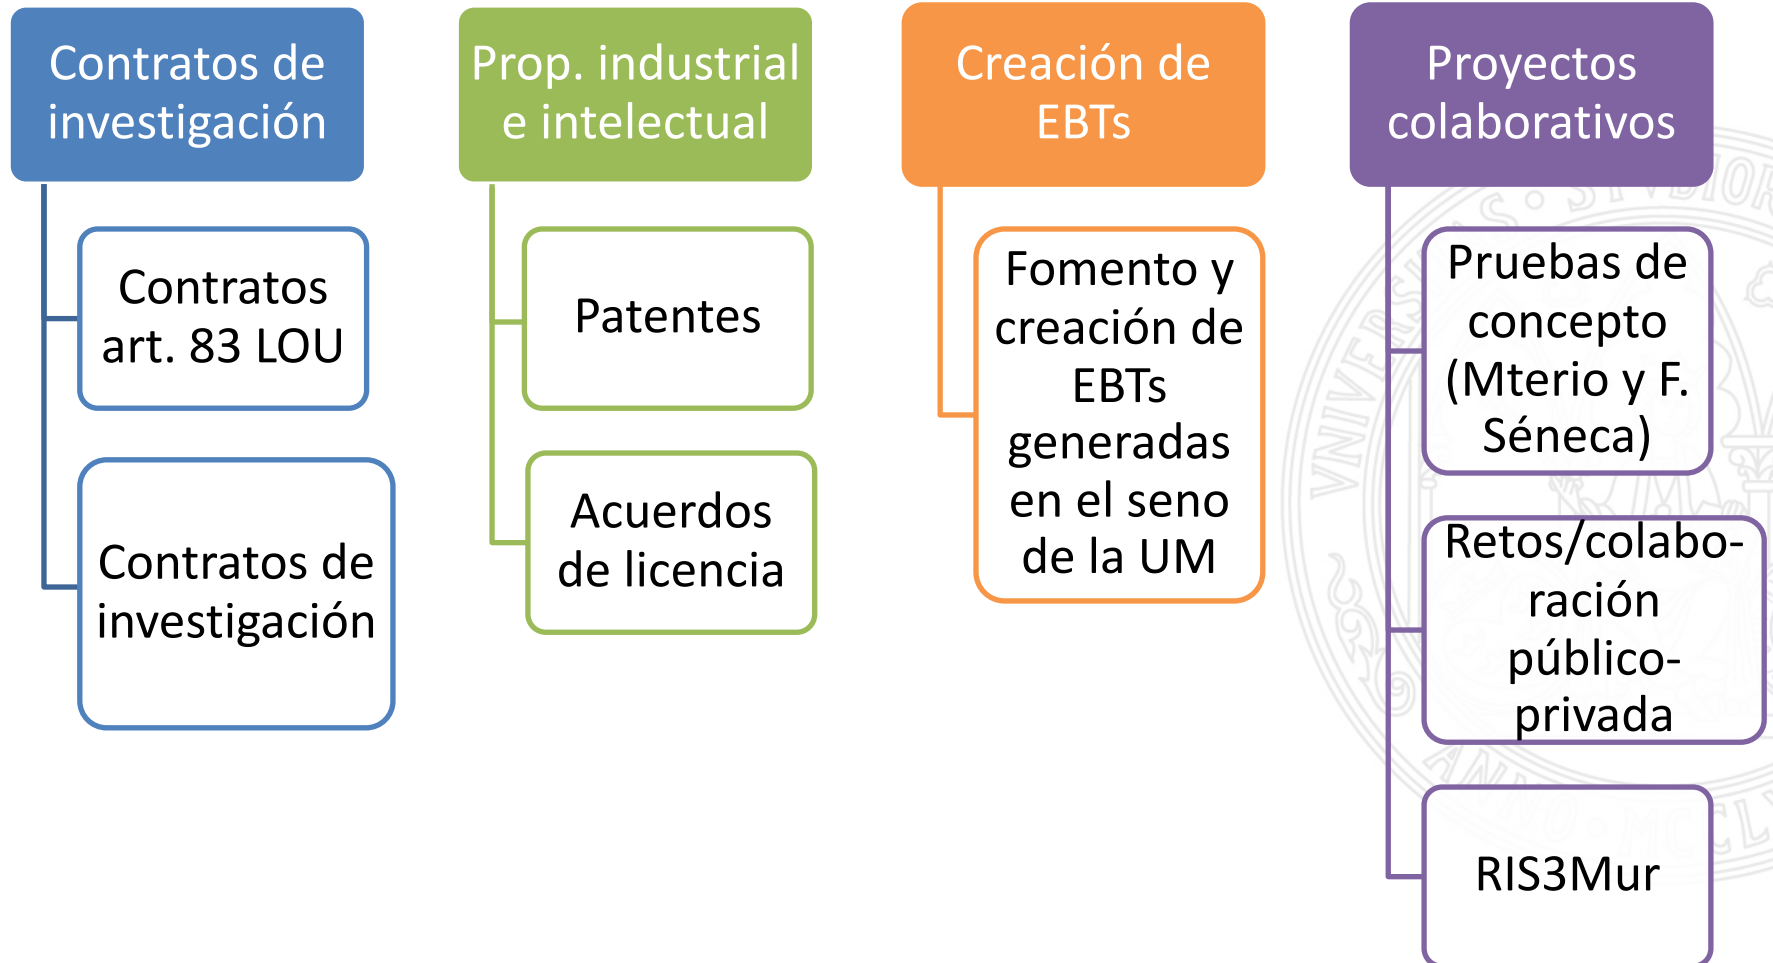 Contratos de
investigación
Contratos
art. 83 LOU
Contratos de
investigación
Prop. industrial
e intelectual
Patentes
Acuerdos
de licencia
Creación de
EBTs
Fomento y
creación de
EBTs
generadas
en el seno
de la UM
Proyectos
colaborativos
Pruebas de
concepto
(Mterio y F.
Séneca)
Retos/colabo-
ración
público-
privada
RIS3Mur